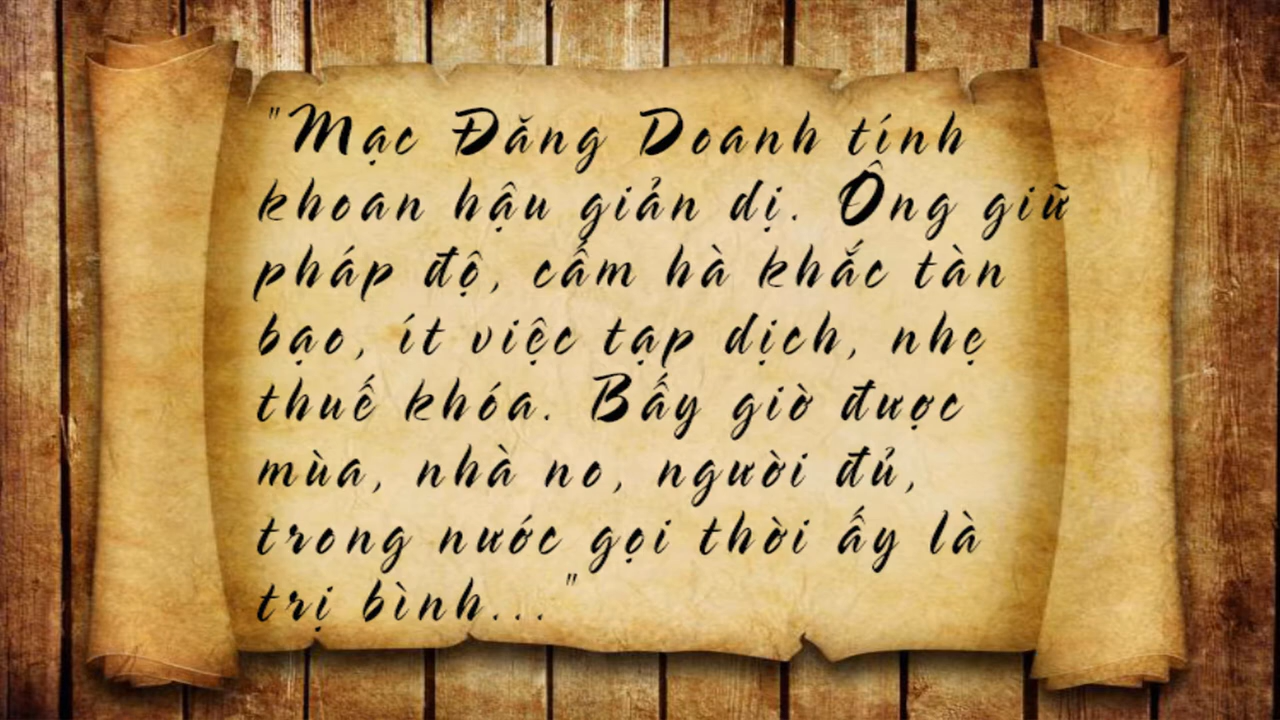 "Mạc Đăng Doanh tính
khoan hậu giản dị. Ông giữ
pháp độ, cấm hà khắc tàn
bạo, ít việc tạp dịch, nhẹ
thuế khóa. Bấy giờ được
mùa, nhà no, người đủ,
trong nước gọi thời ấy là
trị bình..."